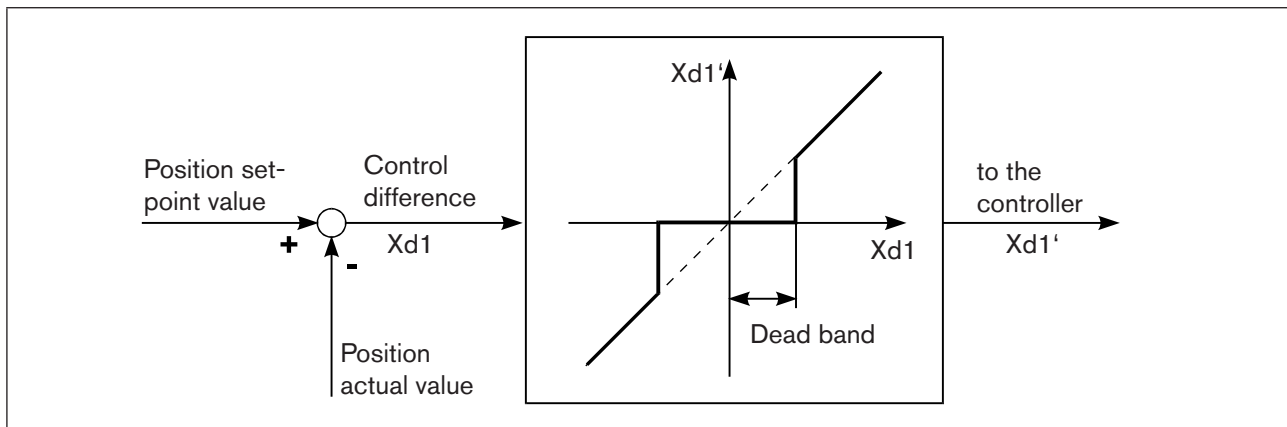 Position set-
point value
+
-
Control
difference
Xd1
Position
actual value
Xd1‘
Xd1
Dead band
to the
controller
Xd1‘